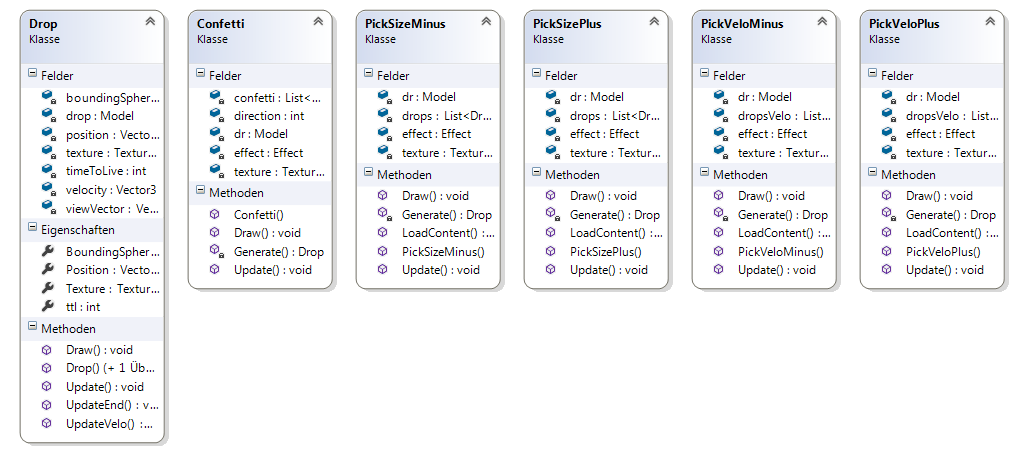 Drop
Klasse
Felder
boundingSpher...
drop : Model
position : Vecto...
texture : Textur...
timeToLive : int
velocity : Vector3
viewVector : Ve...
Eigenschaften
BoundingSpher...
Position : Vecto...
Texture : Textur...
ttl : int
Methoden
Draw() : void
Drop() (+ 1 Üb...
Update() : void
UpdateEnd() : v...
UpdateVelo() :...
Confetti
Klasse
Felder
confetti : List<...
direction : int
dr : Model
effect : Effect
texture : Textur...
Methoden
Confetti()
Draw() : void
Generate() : Drop
Update() : void
PickSizeMinus
Klasse
Felder
dr : Model
drops : List<Dr...
effect : Effect
texture : Textur...
Methoden
Draw() : void
Generate() : Drop
LoadContent() :...
PickSizeMinus()
Update() : void
PickSizePlus
Klasse
Felder
dr : Model
drops : List<Dr...
effect : Effect
texture : Textur...
Methoden
Draw() : void
Generate() : Drop
LoadContent() :...
PickSizePlus()
Update() : void
PickVeloMinus
Klasse
Felder
dr : Model
dropsVelo : List...
effect : Effect
texture : Textur...
Methoden
Draw() : void
Generate() : Drop
LoadContent() :...
PickVeloMinus()
Update() : void
PickVeloPlus
Klasse
Felder
dr : Model
dropsVelo : List...
effect : Effect
texture : Textur...
Methoden
Draw() : void
Generate() : Drop
LoadContent() :...
PickVeloPlus()
Update() : void